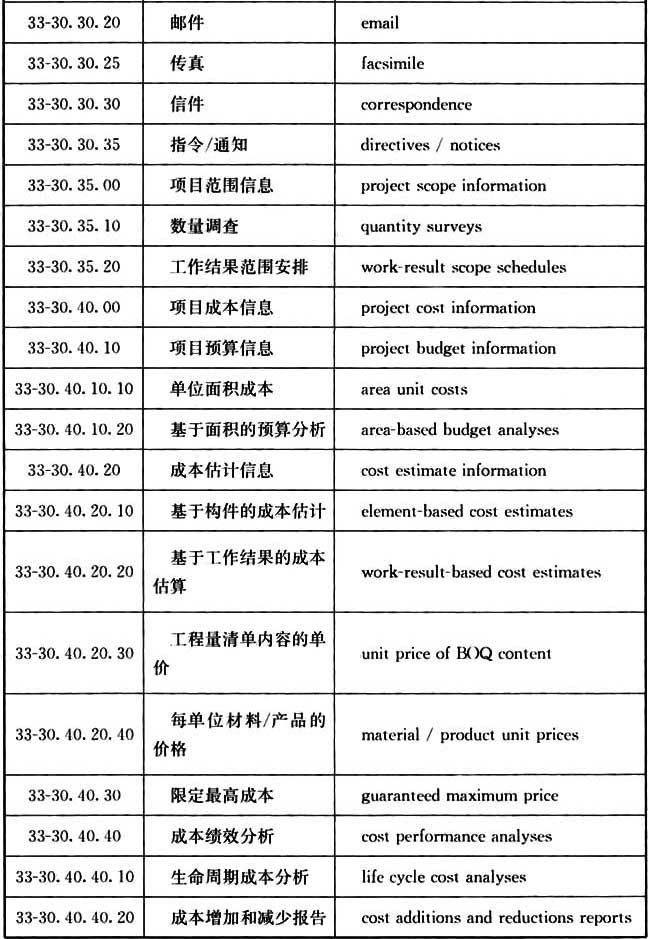 33-30. 30. 20 邮件 email
33-30. 30. 25 传真 facsimile
33-30. 30. 30 信件 correspondence
33-30. 30. 35 指令/通知 directives / notices
33-30. 35. 00 项目范围信息 project scope information
33-30. 35. 10 数量调查 quantity surveys
33-30. 35. 20 工作结果范围安排 work-result scope schedules
33-30. 40. 00 项目成本信息 project cost information
33-30. 40. 10 项目预算信息 project budget information
33-30. 40. 10. 10 单位面积成本 area unit costs
33-30. 40. 10. 20 基于面积的预算分析 area-based budget analyses
33-30. 40. 20 成本估计信息 cost estimate information
33-30. 40. 20. 10 基于构件的成本估计 element-based cost estimates
33-30. 40. 20. 20 基于工作结果的成本 work-result-based cost estimates
估算
33-30. 40. 20. 30 工程量清单内容的单 unit price of BOQ content
价
33-30. 40. 20. 40 每单位材料/产品的 material / product unit prices
价格
33-30. 40. 30 限定最高成本 guaranteed maximum price
33-30. 40. 40 成本绩效分析 cost performance analyses
33-30. 40. 40. 10 生命周期成本分析 life cycle cost analyses
33-30. 40. 40. 20 成本增加和减少报告 cost additions and reductions reports